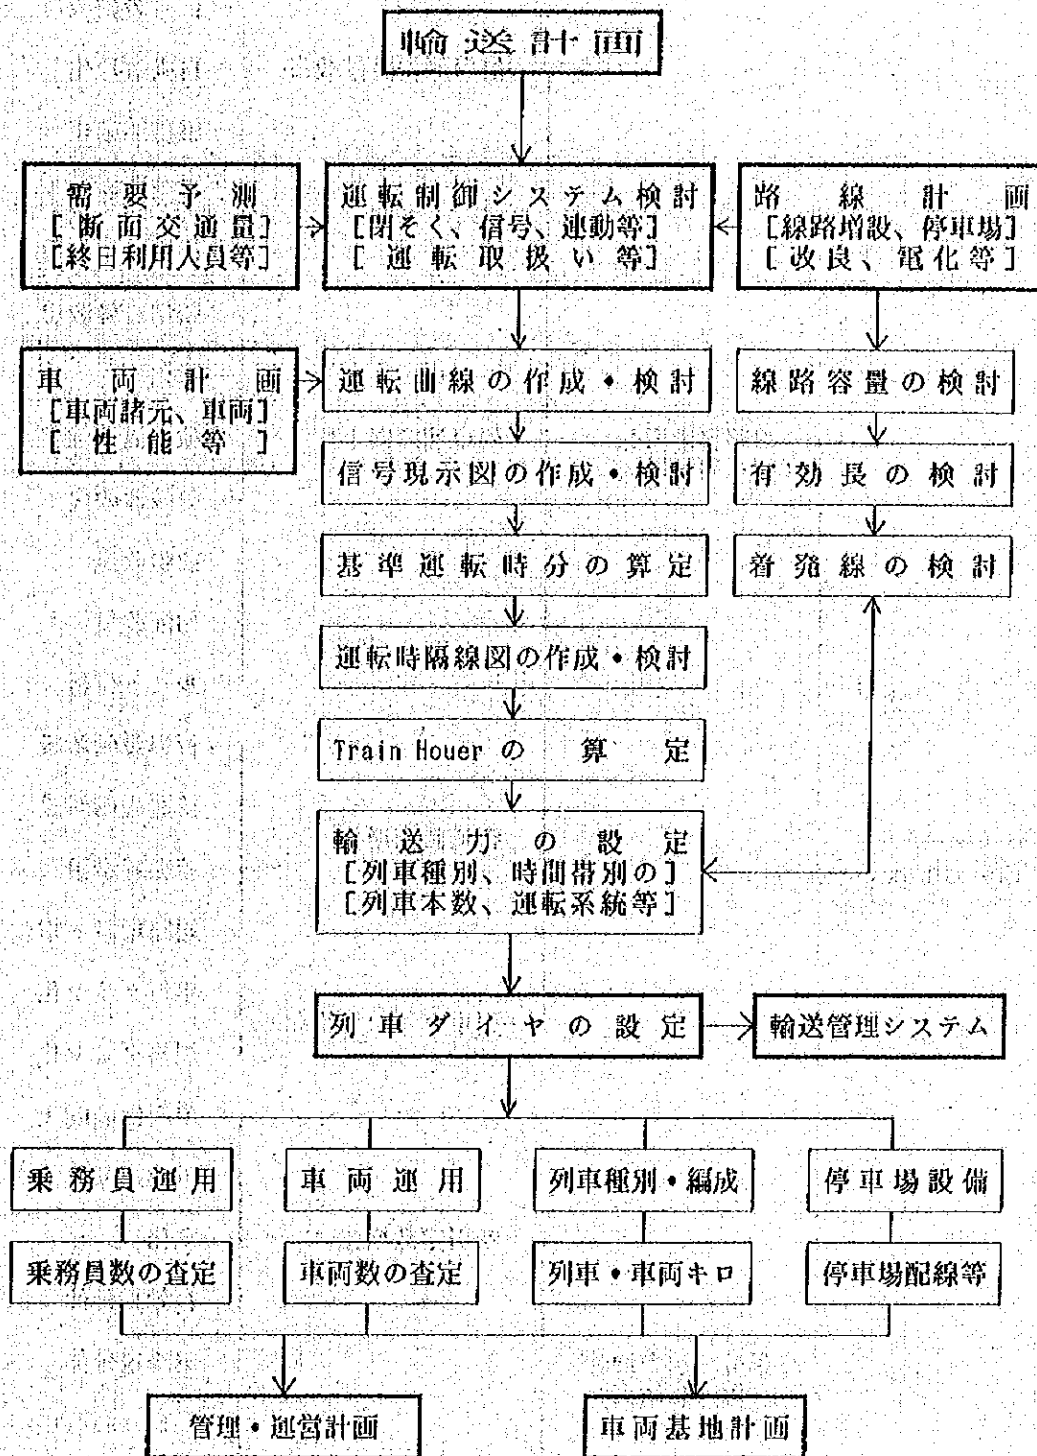 輸送計画
需要予測
[断面交通量]
[終日利用人員等]
運転制御システム検討
[閉そく、信号、連動等]
[運転取扱い等]
路線計画
[線路増設、停車場]
[改良、電化等]
車両計画
[車両諸元、車両]
[性能等]
運転曲線の作成・検討
線路容量の検討
信号現示図の作成・検討
有効長の検討
基準運転時分の算定
着発線の検討
運転時隔線図の作成・検討
Train Houer の算定
輸送力の設定
[列車種別、時間帯別の]
[列車本数、運転系統等]
列車ダイヤの設定
輸送管理システム
乗務員運用
車両運用
列車種別・編成
停車場設備
乗務員数の査定
車両数の査定
列車・車両キロ
停車場配線等
管理・運営計画
車両基地計画